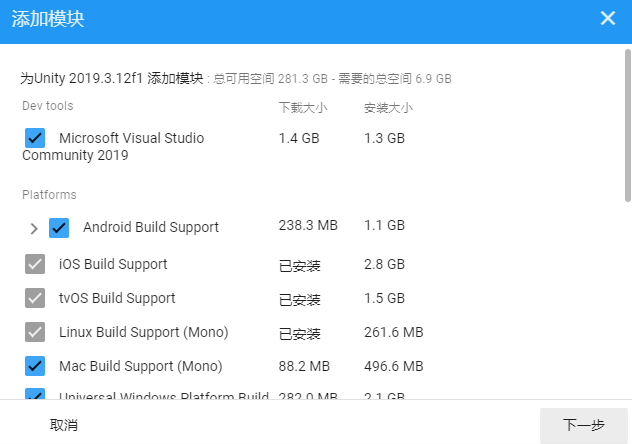 添加模块
为Unity 2019.3.12f1 添加模块 : 总可用空间 281.3 GB - 需要的总空间 6.9 GB
Dev tools 下载大小 安装大小
Microsoft Visual Studio 1.4 GB 1.3 GB
Community 2019
Platforms
Android Build Support 238.3 MB 1.1 GB
iOS Build Support 已安装 2.8 GB
tvOS Build Support 已安装 1.5 GB
Linux Build Support (Mono) 已安装 261.6 MB
Mac Build Support (Mono) 88.2 MB 496.6 MB
Universal Windows Platform Build 282.0 MB 2.1 GB
取消 下一步